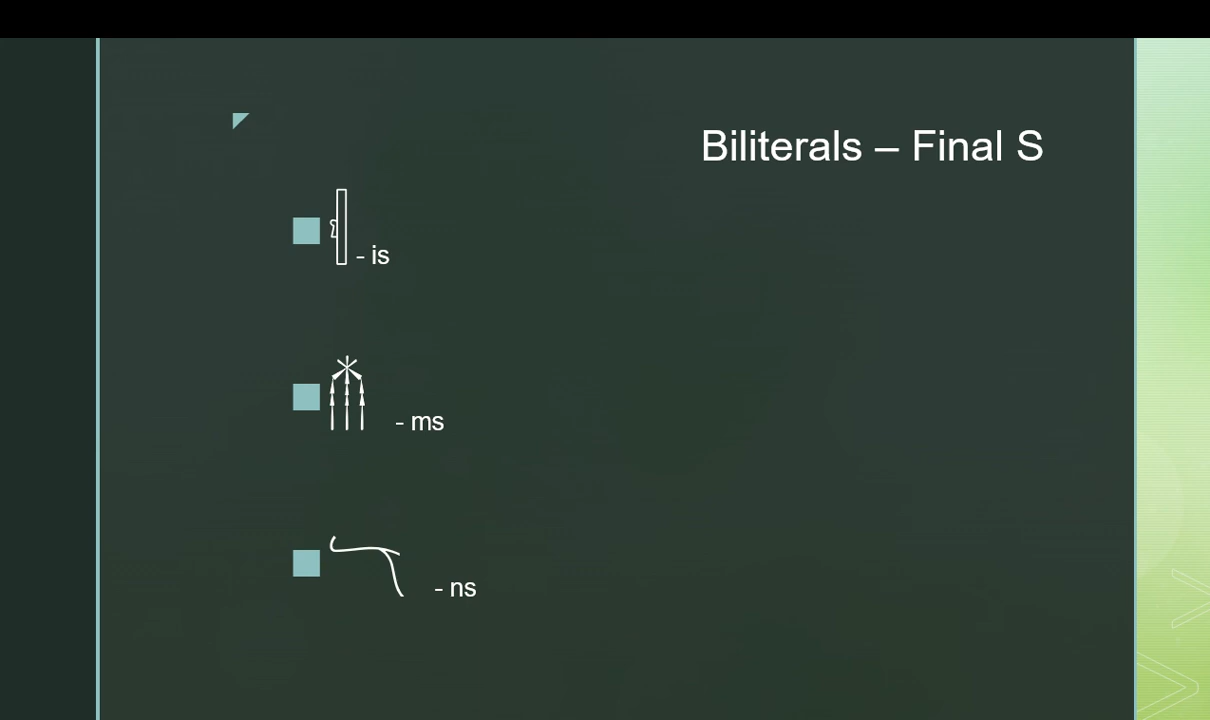 Biliterals – Final S
𓊨 - is
𓄟 - ms
𓄓 - ns